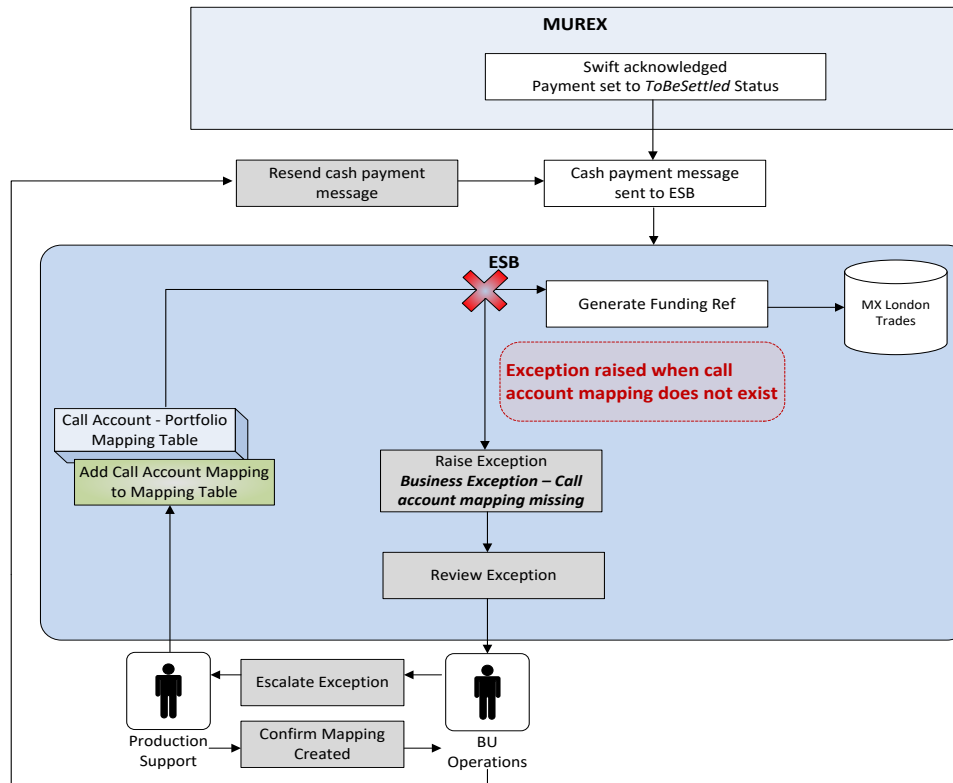 MUREX
Swift acknowledged
Payment set to ToBeSettled Status
Resend cash payment
message
Cash payment message
sent to ESB
ESB
Generate Funding Ref
MX London
Trades
Exception raised when call
account mapping does not exist
Call Account - Portfolio
Mapping Table
Add Call Account Mapping
to Mapping Table
Raise Exception
Business Exception – Call
account mapping missing
Review Exception
Escalate Exception
Production
Support
Confirm Mapping
Created
BU
Operations